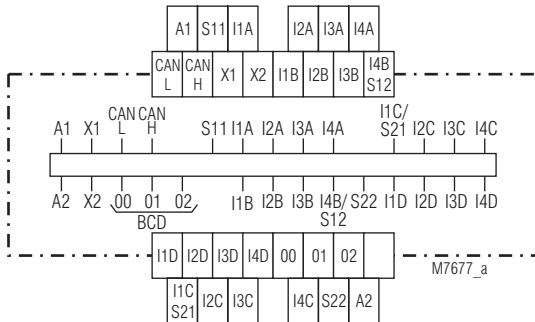 A1 S11 I1A I2A I3A I4A
CAN L CAN H X1 X2 I1B I2B I3B I4B S12
A1 X1 CAN L CAN H S11 I1A I2A I3A I4A I1C/ S21 I2C I3C I4C
A2 X2 00 01 02 I1B I2B I3B I4B/ S12 S22 I1D I2D I3D I4D
BCD
I1D I2D I3D I4D 00 01 02
M7677_a
I1C S21 I2C I3C I4C S22 A2